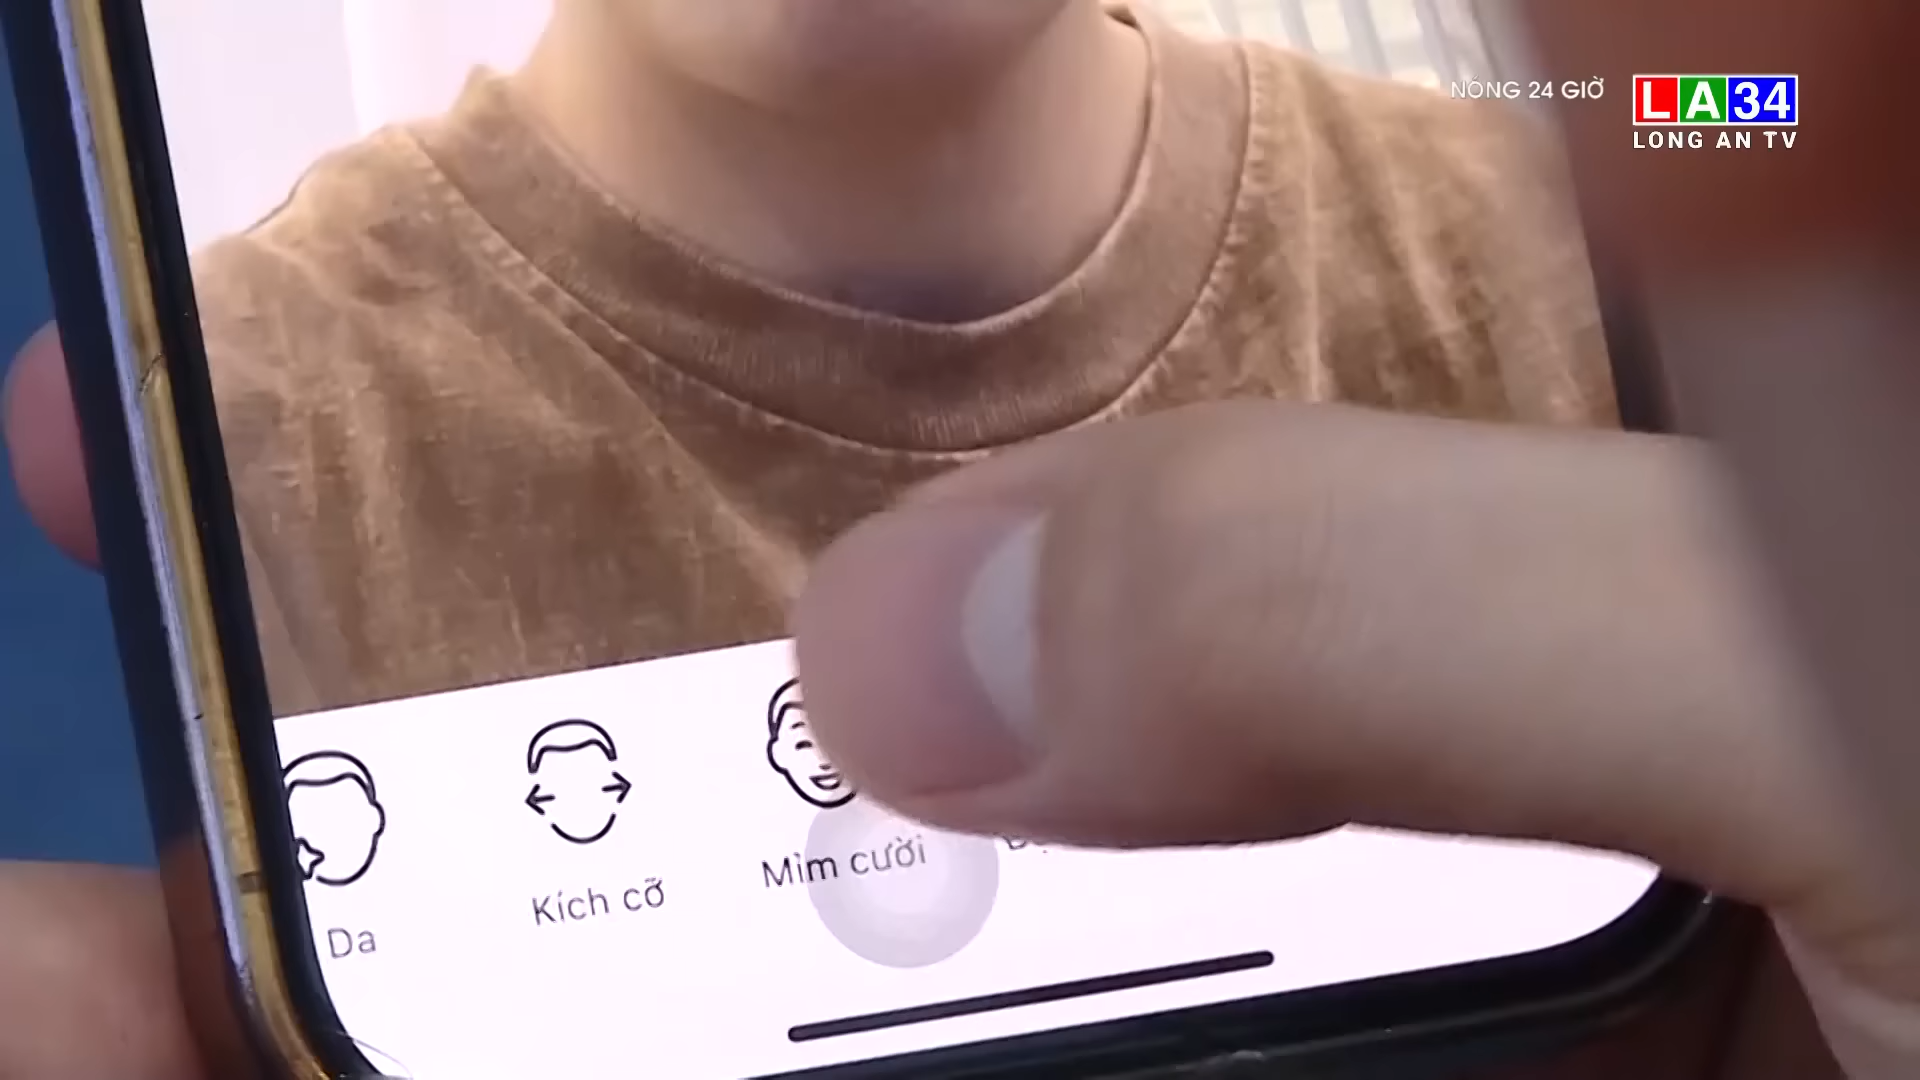 NÓNG 24 GIỜ
LA34
LONG AN TV
Da
Kích cỡ
Mỉm cười